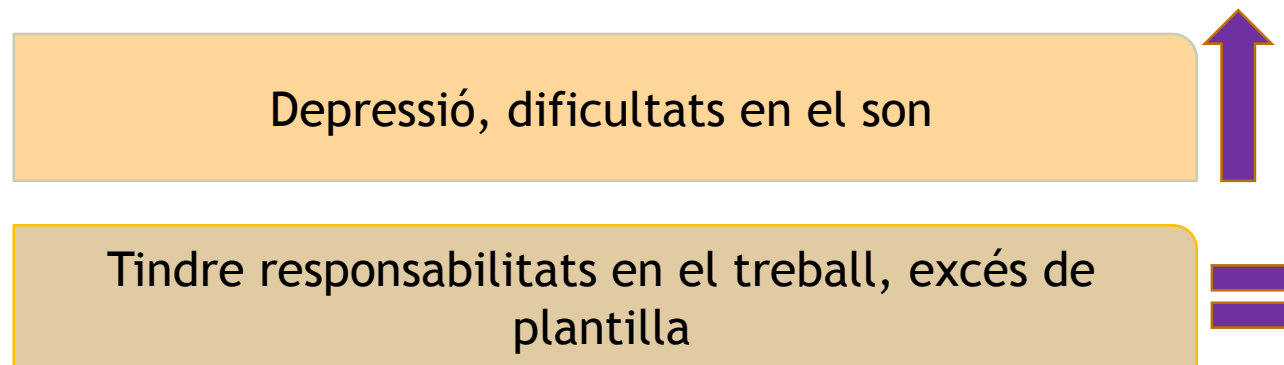 Depressió, dificultats en el son
Tindre responsabilitats en el treball, excés de
plantilla